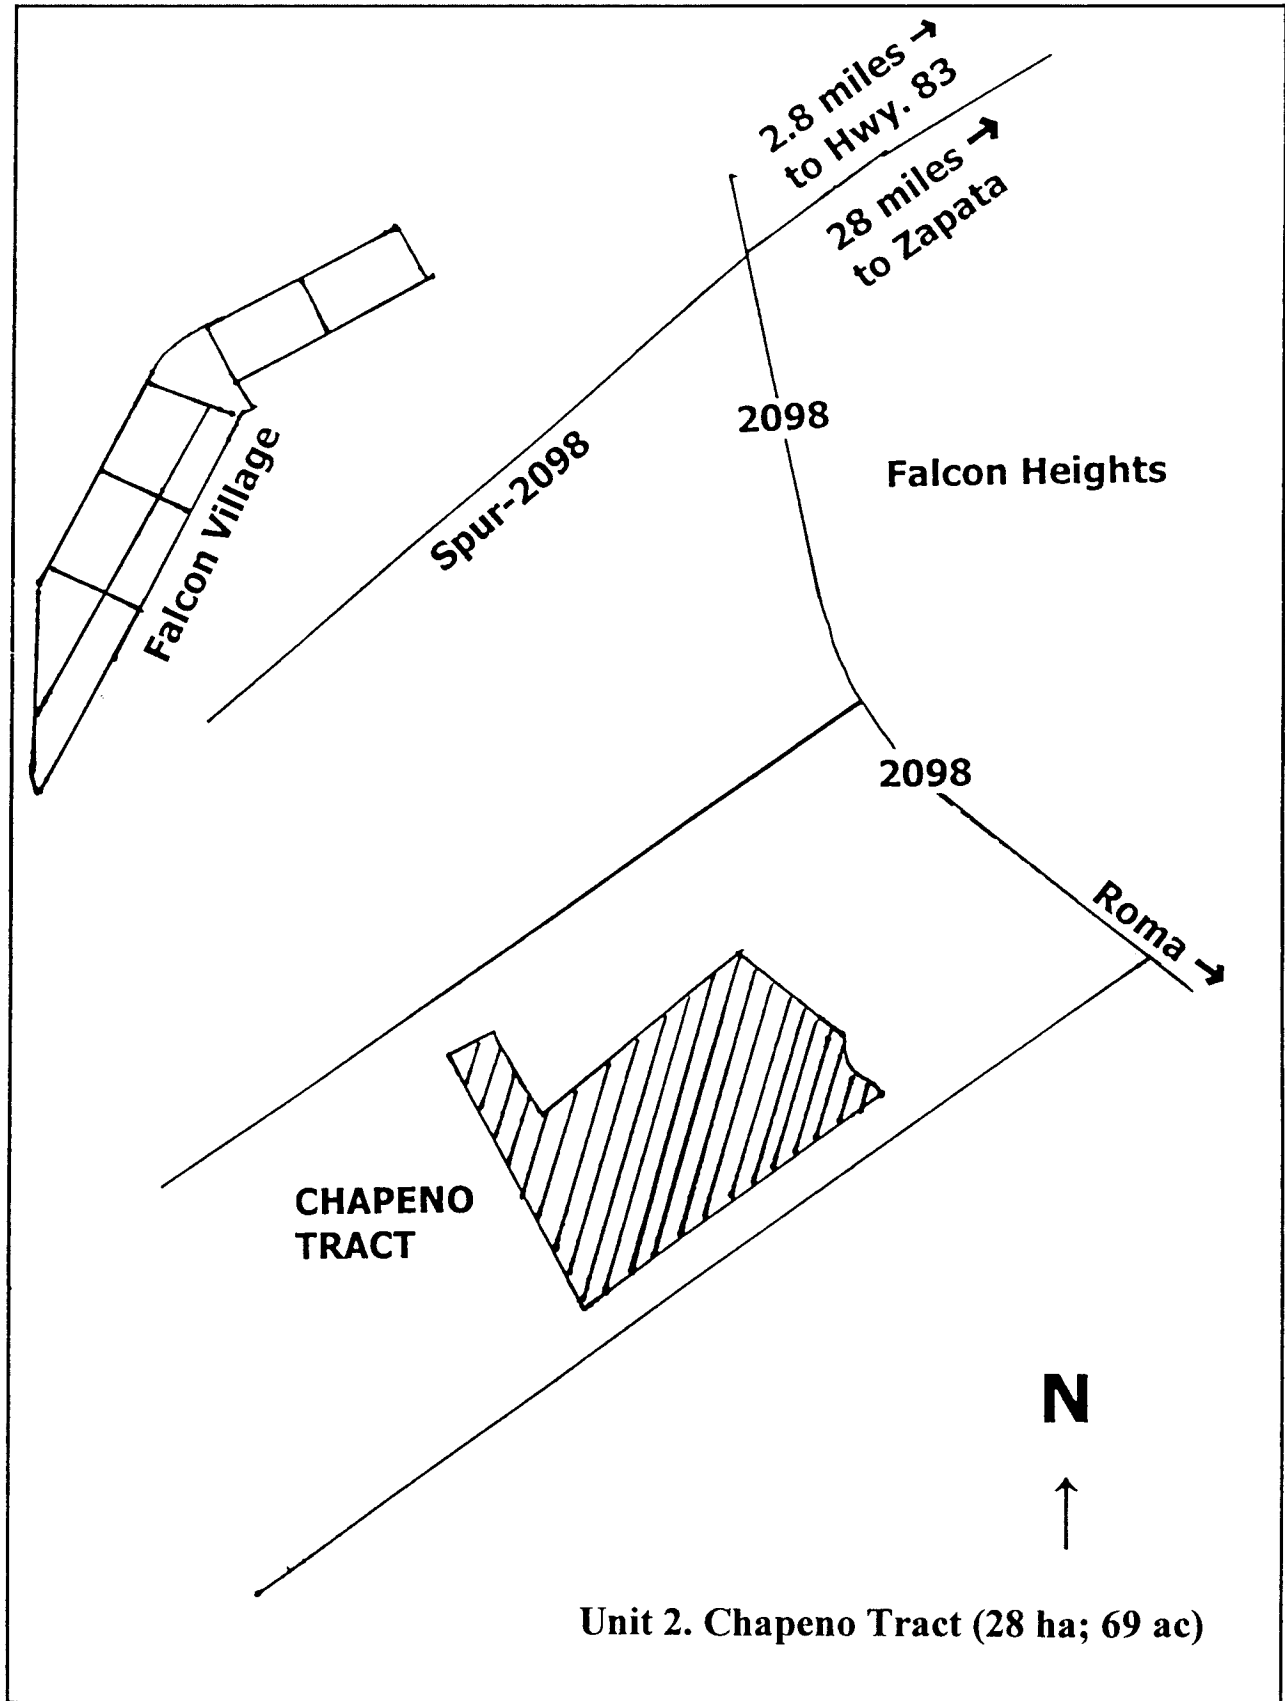 2.8 miles →
to Hwy. 83
28 miles →
to Zapata
2098
Falcon Heights
Spur-2098
Falcon Village
2098
Roma →
CHAPENO
TRACT
N
↑
Unit 2. Chapeno Tract (28 ha; 69 ac)